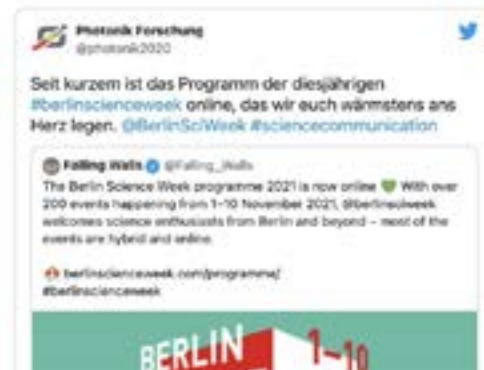 Photonik Forschung
@photonik2020
Seit kurzem ist das Programm der diesjährigen
#berlinscienceweek online, das wir euch wärmstens ans
Herz legen. @BerlinSciWeek #sciencecommunication
Falling Walls @Falling_Walls
The Berlin Science Week programme 2021 is now online 💚 With over
200 events happening from 1–10 November 2021, @berlinsciweek
welcomes science enthusiasts from Berlin and beyond – most of the
events are hybrid and online.
berlinscienceweek.com/programme/
#berlinscienceweek
BERLIN 1–10